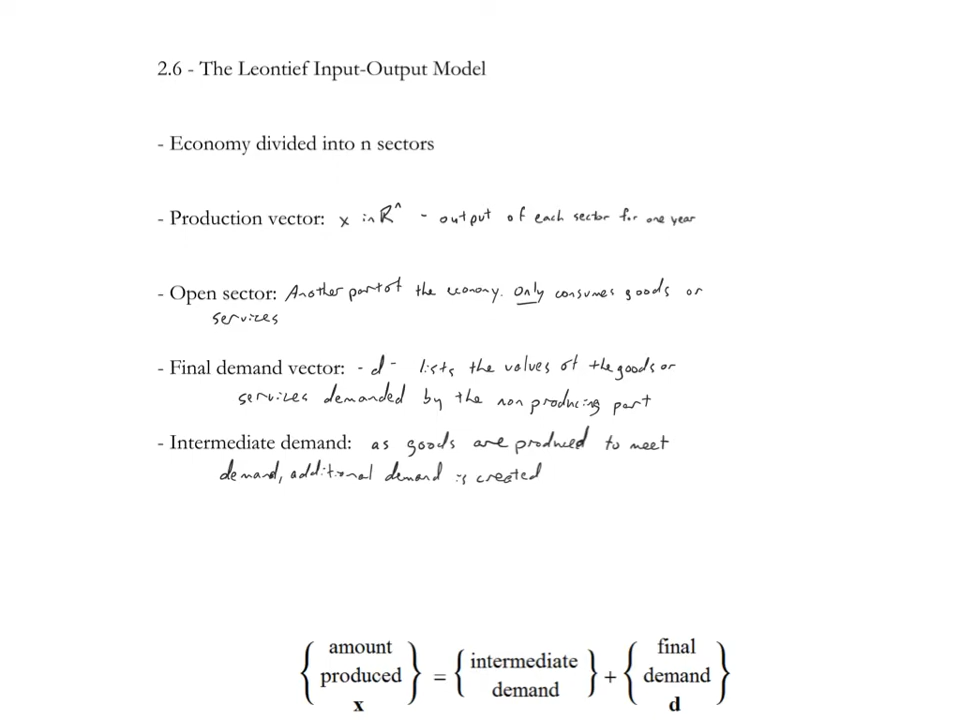 2.6 - The Leontief Input-Output Model
- Economy divided into n sectors
- Production vector: x in R^n - output of each sector for one year
- Open sector: Another part of the economy. Only consumes goods or
services
- Final demand vector: - d - lists the values of the goods or
services demanded by the non producing part
- Intermediate demand: as goods are produced to meet
demand, additional demand is created
{ amount produced x } = { intermediate demand } + { final demand d }